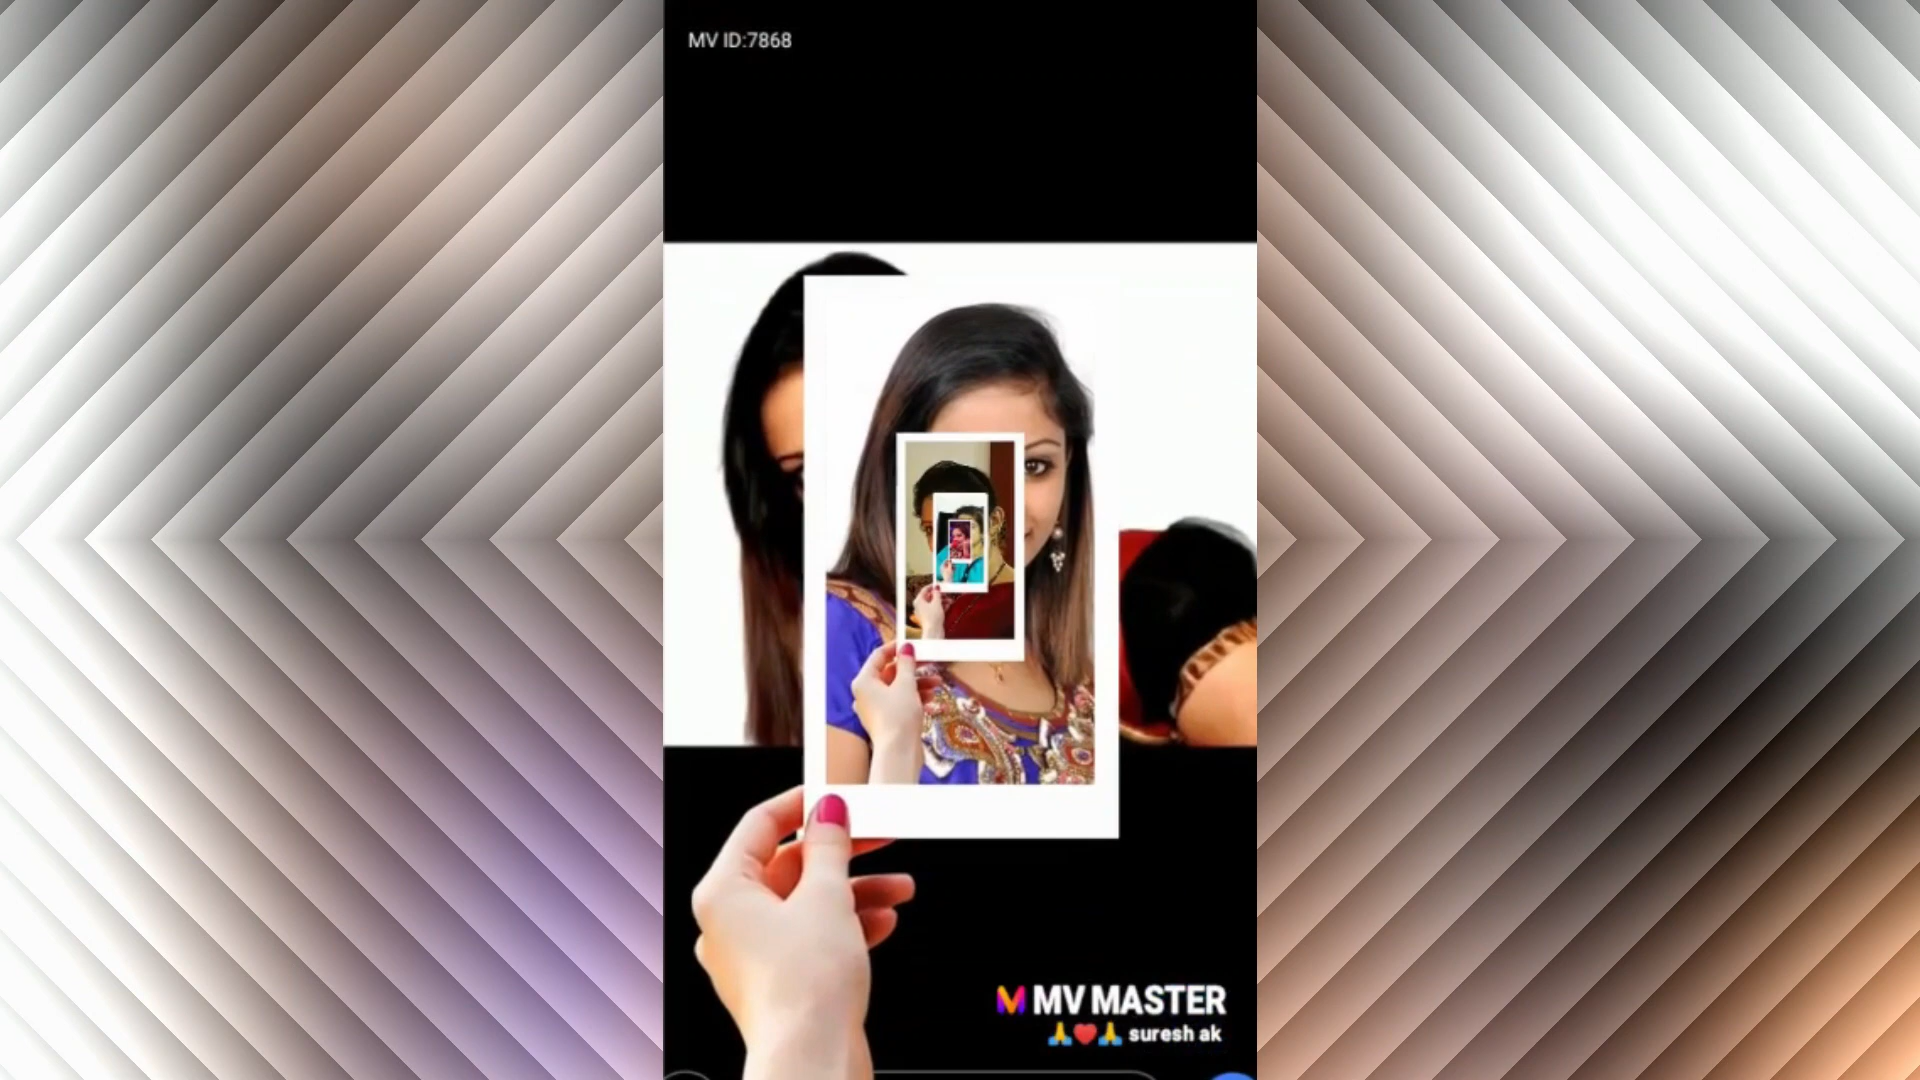 MV ID:7868
MV MASTER
🙏❤️🙏 suresh ak